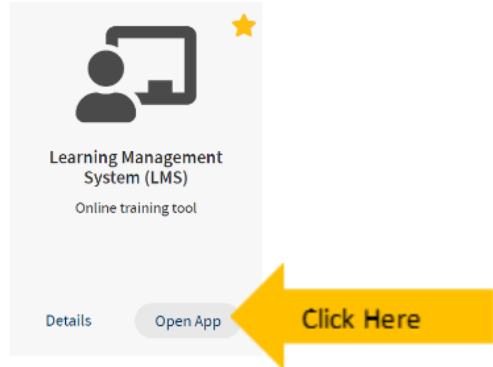 Learning Management
System (LMS)
Online training tool
Details
Open App
Click Here